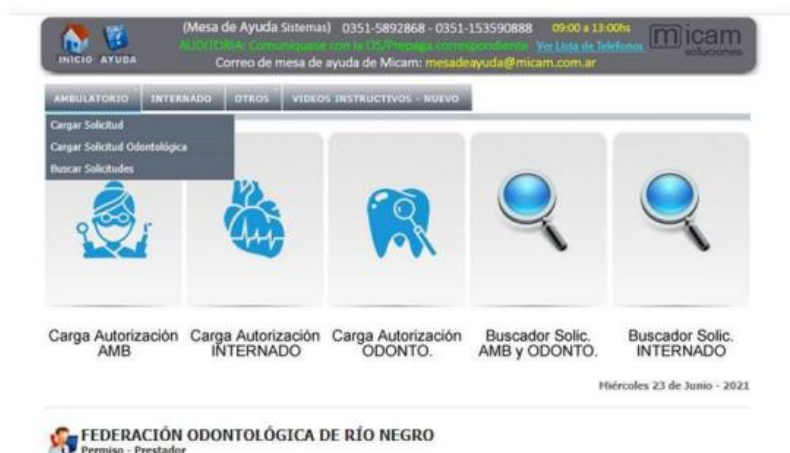 (Mesa de Ayuda Sistemas) 0351-5892868 - 0351-153590888 09:00 a 13:00hs
AUDITORIA: Comuníquese con la OS/Prepaga correspondiente Ver Lista de Telefonos
Correo de mesa de ayuda de Micam: mesadeayuda@micam.com.ar
INICIO AYUDA
micam
soluciones
AMBULATORIO INTERNADO OTROS VIDEOS INSTRUCTIVOS - NUEVO
Cargar Solicitud
Cargar Solicitud Odontológica
Buscar Solicitudes
Carga Autorización AMB
Carga Autorización INTERNADO
Carga Autorización ODONTO.
Buscador Solic. AMB y ODONTO.
Buscador Solic. INTERNADO
Miércoles 23 de Junio - 2021
FEDERACIÓN ODONTOLÓGICA DE RÍO NEGRO
Permiso - Prestador